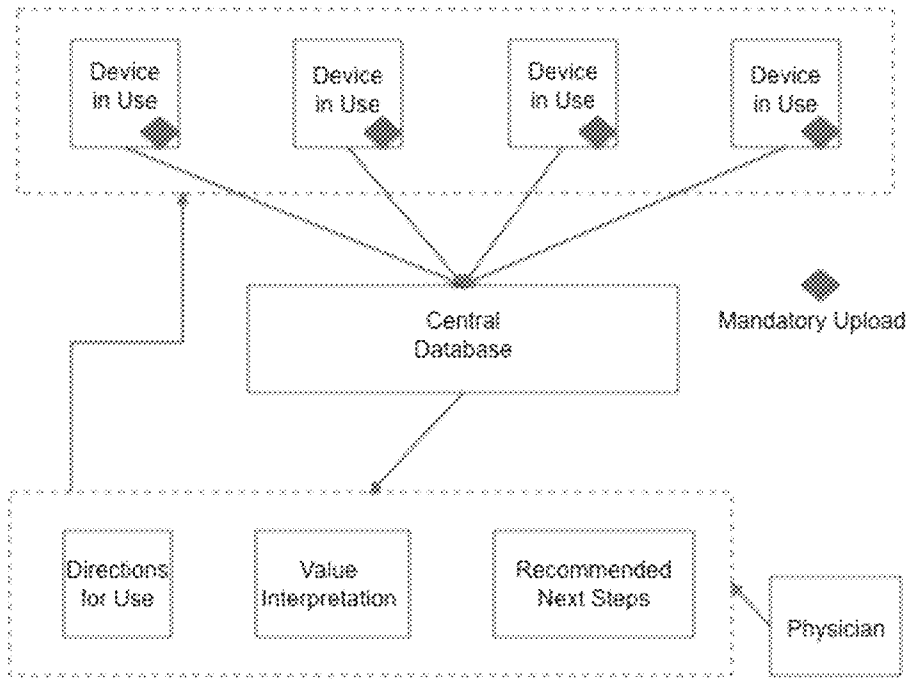 Device
in Use
Device
in Use
Device
in Use
Device
in Use
Central
Database
Mandatory Upload
Directions
for Use
Value
Interpretation
Recommended
Next Steps
Physician